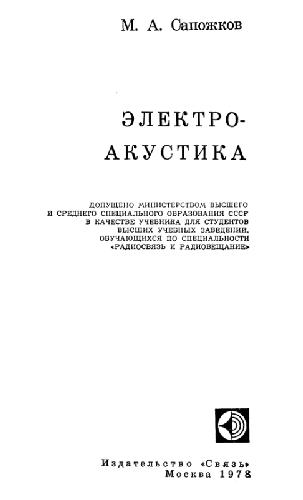 М. А. Сапожков
ЭЛЕКТРО-
АКУСТИКА
ДОПУЩЕНО МИНИСТЕРСТВОМ ВЫСШЕГО
И СРЕДНЕГО СПЕЦИАЛЬНОГО ОБРАЗОВАНИЯ СССР
В КАЧЕСТВЕ УЧЕБНИКА ДЛЯ СТУДЕНТОВ
ВЫСШИХ УЧЕБНЫХ ЗАВЕДЕНИЙ,
ОБУЧАЮЩИХСЯ ПО СПЕЦИАЛЬНОСТИ
«РАДИОСВЯЗЬ И РАДИОВЕЩАНИЕ»
Издательство «Связь»
Москва 1978